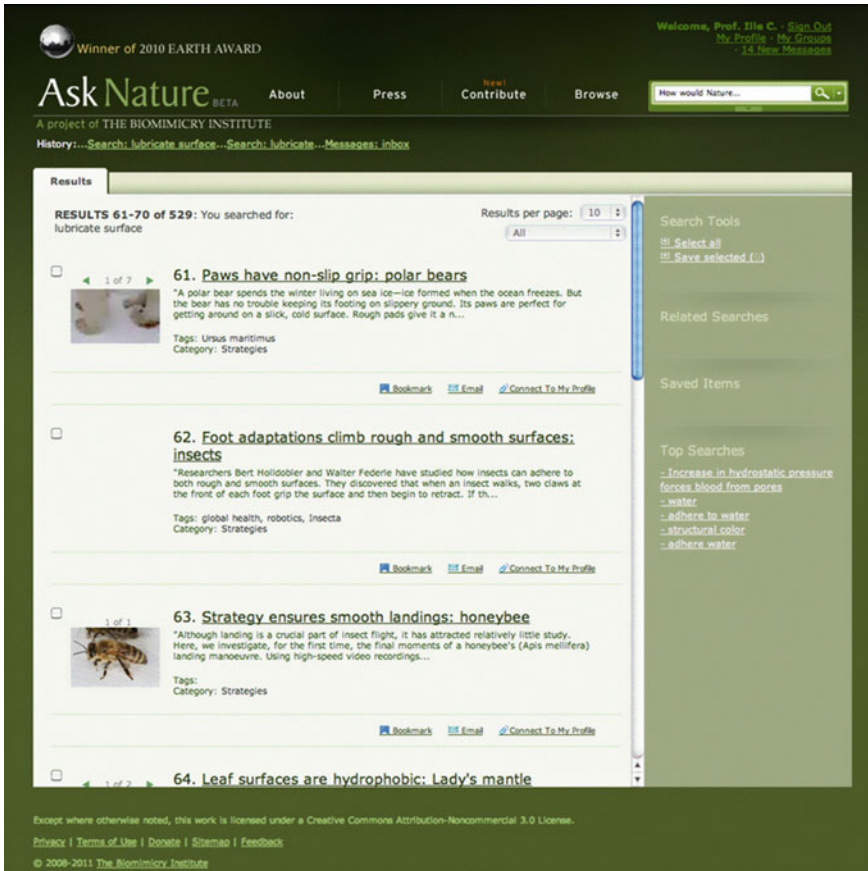 Winner of 2010 EARTH AWARD
Welcome, Prof. Ille C. - Sign Out
My Profile - My Groups
- 14 New Messages
AskNature BETA
About
Press
New!
Contribute
Browse
How would Nature...
A project of THE BIOMIMICRY INSTITUTE
History:...Search: lubricate surface...Search: lubricate...Messages: inbox
Results
RESULTS 61-70 of 529: You searched for:
lubricate surface
Results per page: 10
All
1 of 7
61. Paws have non-slip grip: polar bears
"A polar bear spends the winter living on sea ice—ice formed when the ocean freezes. But
the bear has no trouble keeping its footing on slippery ground. Its paws are perfect for
getting around on a slick, cold surface. Rough pads give it a n...
Tags: Ursus maritimus
Category: Strategies
Bookmark Email Connect To My Profile
62. Foot adaptations climb rough and smooth surfaces:
insects
"Researchers Bert Holldobler and Walter Federle have studied how insects can adhere to
both rough and smooth surfaces. They discovered that when an insect walks, two claws at
the front of each foot grip the surface and then begin to retract. If th...
Tags: global health, robotics, Insecta
Category: Strategies
Bookmark Email Connect To My Profile
1 of 1
63. Strategy ensures smooth landings: honeybee
"Although landing is a crucial part of insect flight, it has attracted relatively little study.
Here, we investigate, for the first time, the final moments of a honeybee's (Apis mellifera)
landing manoeuvre. Using high-speed video recordings...
Tags:
Category: Strategies
Bookmark Email Connect To My Profile
1 of 2
64. Leaf surfaces are hydrophobic: Lady's mantle
Search Tools
Select all
Save selected
Related Searches
Saved Items
Top Searches
- Increase in hydrostatic pressure
forces blood from pores
- water
- adhere to water
- structural color
- adhere water
Except where otherwise noted, this work is licensed under a Creative Commons Attribution-Noncommercial 3.0 License.
Privacy | Terms of Use | Donate | Sitemap | Feedback
© 2008-2011 The Biomimicry Institute